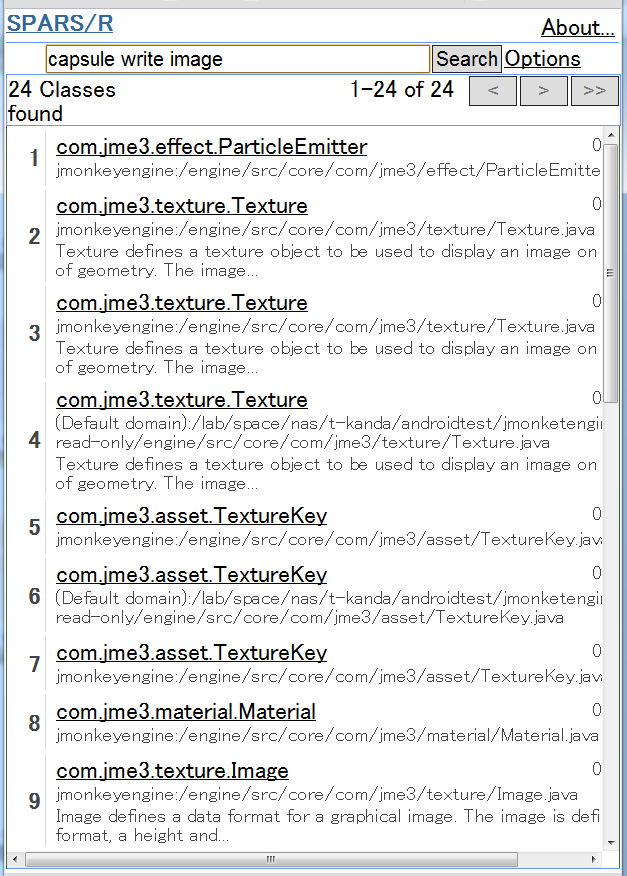 SPARS/R
About...
capsule write image
Search
Options
24 Classes found
1-24 of 24
<
>
>>
1
com.jme3.effect.ParticleEmitter
0
jmonkeyengine:/engine/src/core/com/jme3/effect/ParticleEmitte
2
com.jme3.texture.Texture
0
jmonkeyengine:/engine/src/core/com/jme3/texture/Texture.java
Texture defines a texture object to be used to display an image on
of geometry. The image...
3
com.jme3.texture.Texture
0
jmonkeyengine:/engine/src/core/com/jme3/texture/Texture.java
Texture defines a texture object to be used to display an image on
of geometry. The image...
4
com.jme3.texture.Texture
0
(Default domain):/lab/space/nas/t-kanda/androidtest/jmonketengin
read-only/engine/src/core/com/jme3/texture/Texture.java
Texture defines a texture object to be used to display an image on
of geometry. The image...
5
com.jme3.asset.TextureKey
0
jmonkeyengine:/engine/src/core/com/jme3/asset/TextureKey.java
6
com.jme3.asset.TextureKey
0
(Default domain):/lab/space/nas/t-kanda/androidtest/jmonketengin
read-only/engine/src/core/com/jme3/asset/TextureKey.java
7
com.jme3.asset.TextureKey
0
jmonkeyengine:/engine/src/core/com/jme3/asset/TextureKey.java
8
com.jme3.material.Material
0
jmonkeyengine:/engine/src/core/com/jme3/material/Material.java
9
com.jme3.texture.Image
0
jmonkeyengine:/engine/src/core/com/jme3/texture/Image.java
Image defines a data format for a graphical image. The image is defi
format, a height and...